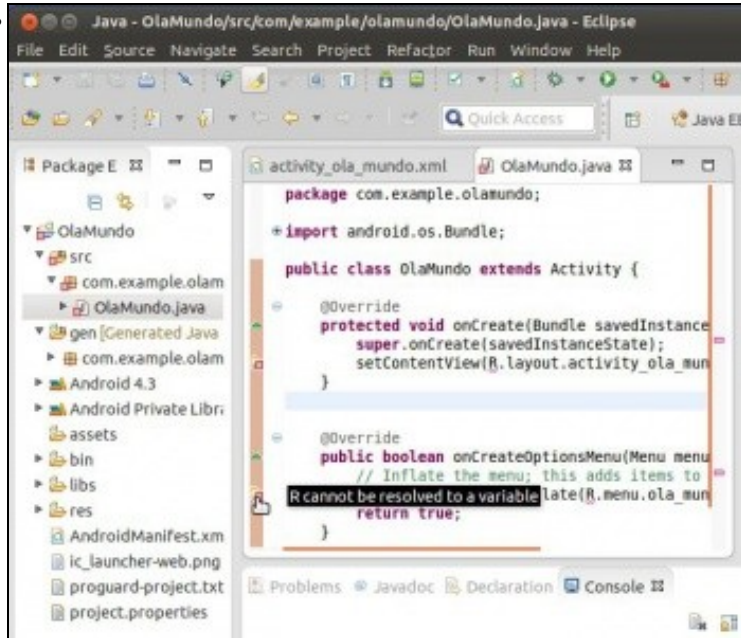 Java - OlaMundo/src/com/example/olamundo/OlaMundo.java - Eclipse
File Edit Source Navigate Search Project Refactor Run Window Help
Quick Access
Java EE
Package E
activity_ola_mundo.xml
OlaMundo.java
OlaMundo
src
com.example.olam
OlaMundo.java
gen [Generated Java
com.example.olam
Android 4.3
Android Private Libr
assets
bin
libs
res
AndroidManifest.xm
ic_launcher-web.png
proguard-project.txt
project.properties
package com.example.olamundo;
import android.os.Bundle;
public class OlaMundo extends Activity {
@Override
protected void onCreate(Bundle savedInstance
super.onCreate(savedInstanceState);
setContentView(R.layout.activity_ola_mun
}
@Override
public boolean onCreateOptionsMenu(Menu menu
// Inflate the menu; this adds items to
R cannot be resolved to a variable late(R.menu.ola_mun
return true;
}
Problems Javadoc Declaration Console